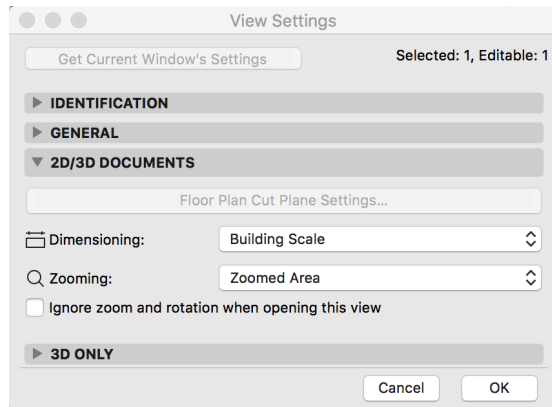 View Settings
Get Current Window's Settings
Selected: 1, Editable: 1
IDENTIFICATION
GENERAL
2D/3D DOCUMENTS
Floor Plan Cut Plane Settings...
Dimensioning:
Building Scale
Zooming:
Zoomed Area
Ignore zoom and rotation when opening this view
3D ONLY
Cancel
OK